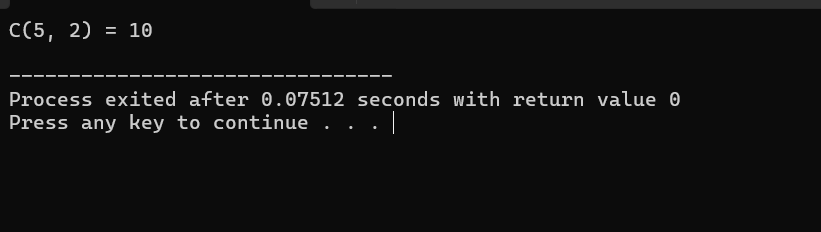 C(5, 2) = 10
--------------------------------
Process exited after 0.07512 seconds with return value 0
Press any key to continue . . .